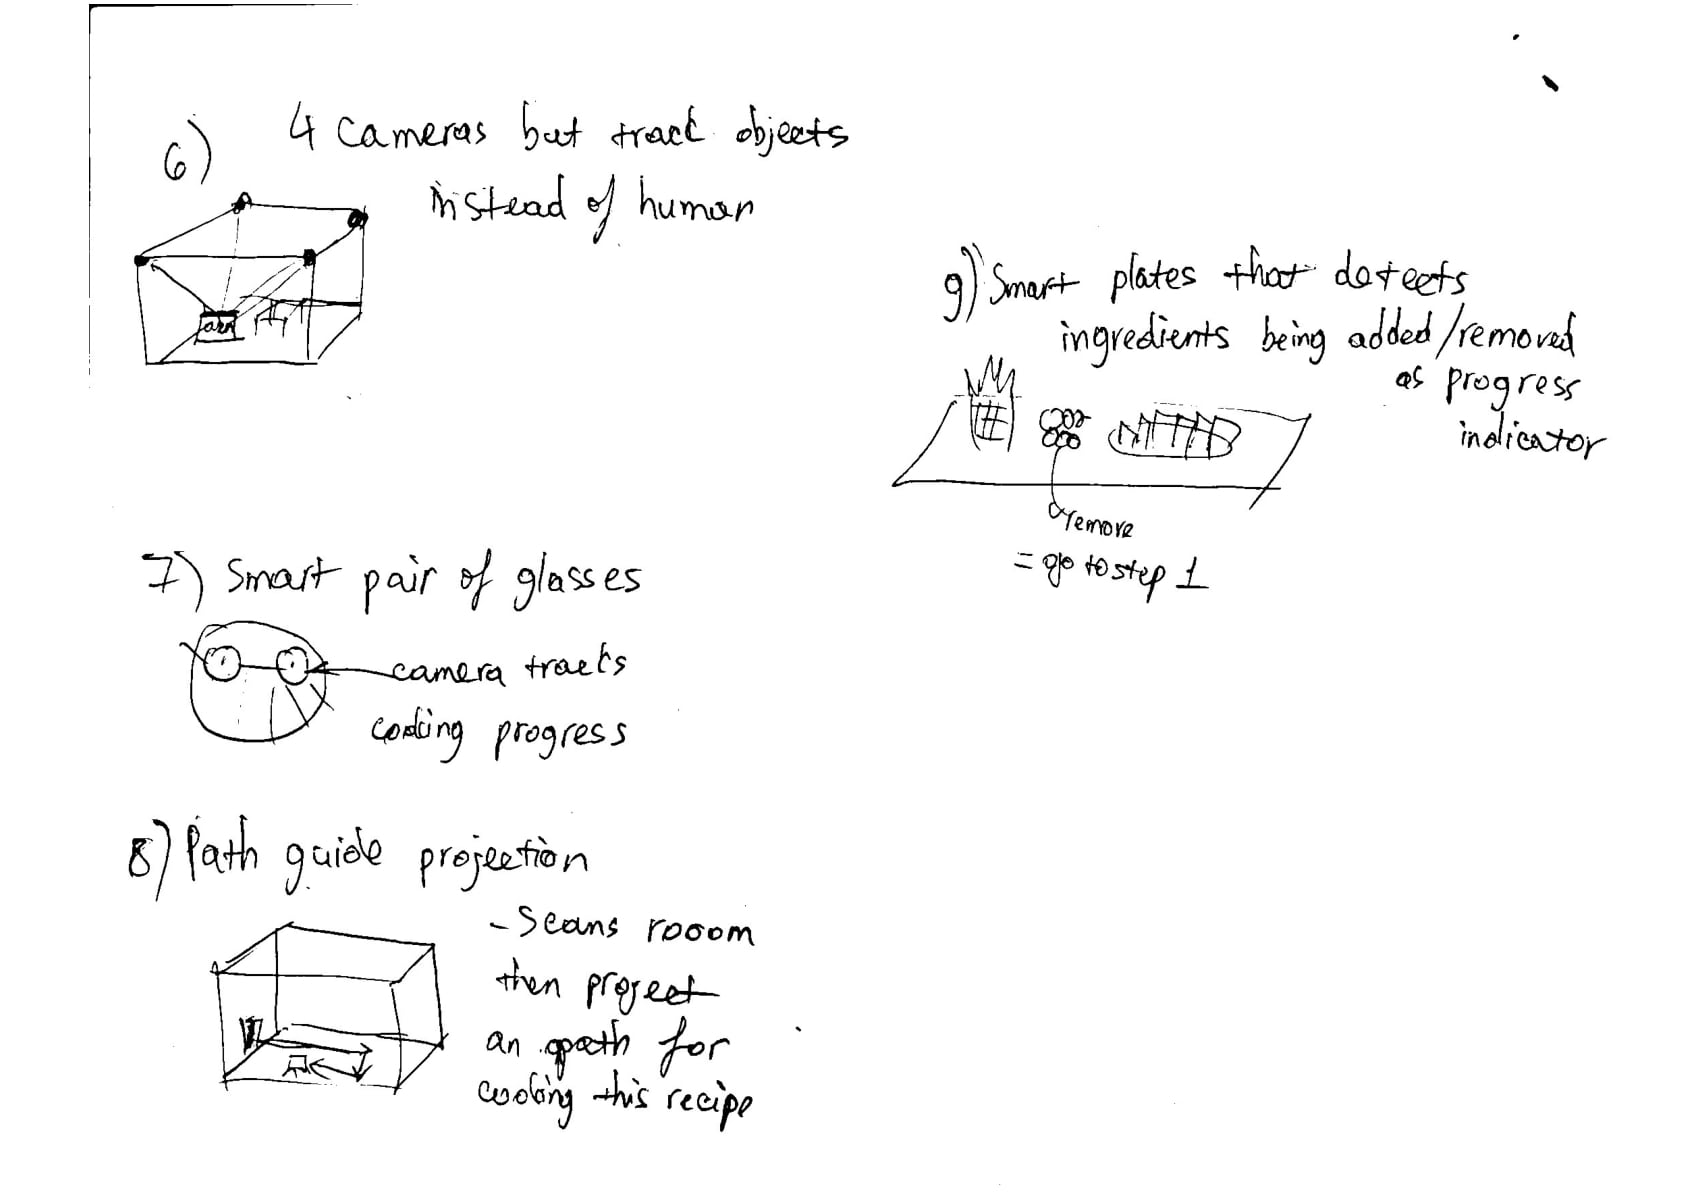 6)
4 cameras but track objects
instead of human
7) Smart pair of glasses
camera tracks
cooking progress
8) Path guide projection
- Scans rooom
then project
an path for
cooking this recipe
9) Smart plates that detects
ingredients being added/removed
as progress
indicator
remove
= go to step 1